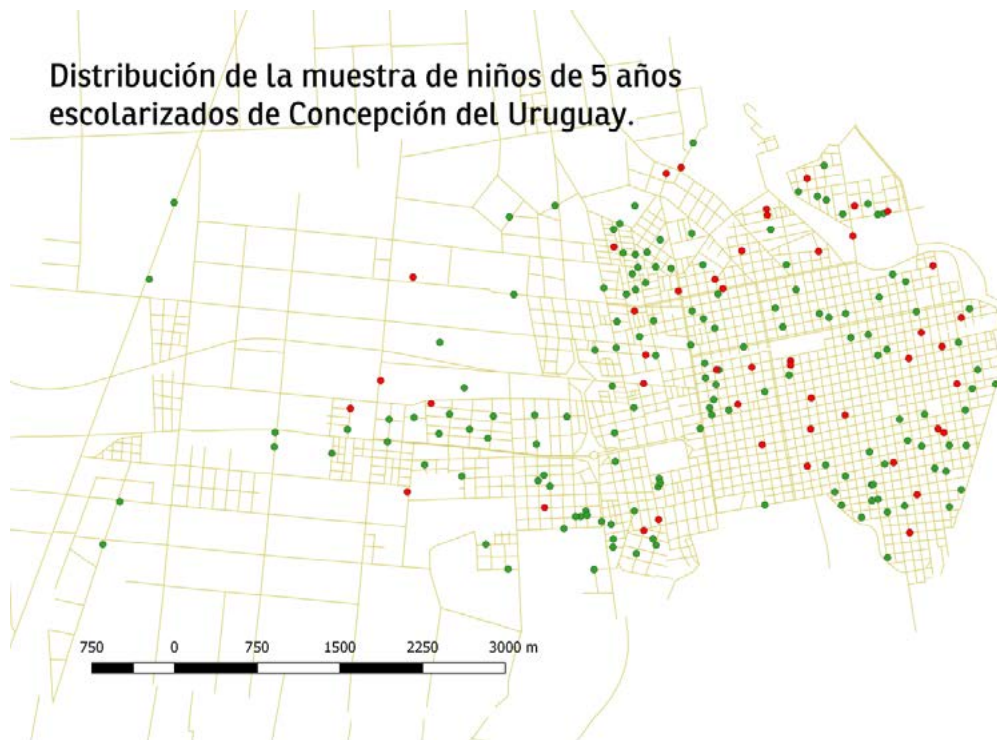 Distribución de la muestra de niños de 5 años
escolarizados de Concepción del Uruguay.
750 0 750 1500 2250 3000 m